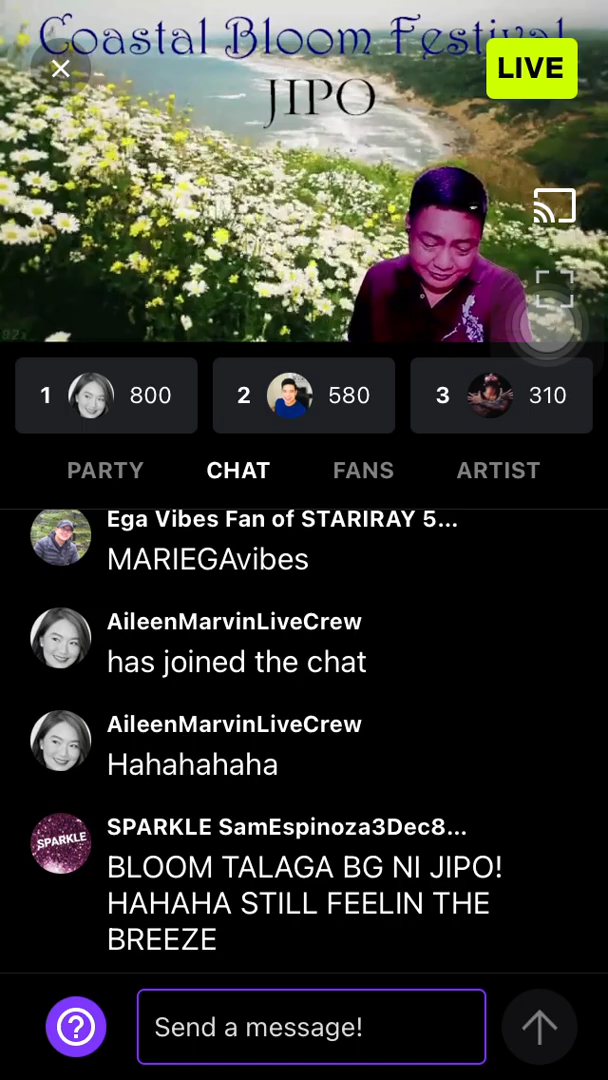 Coastal Bloom Festival
JIPO
LIVE
1 800
2 580
3 310
PARTY CHAT FANS ARTIST
Ega Vibes Fan of STARIRAY 5...
MARIEGAvibes
AileenMarvinLiveCrew
has joined the chat
AileenMarvinLiveCrew
Hahahahaha
SPARKLE
SPARKLE SamEspinoza3Dec8...
BLOOM TALAGA BG NI JIPO!
HAHAHA STILL FEELIN THE
BREEZE
Send a message!